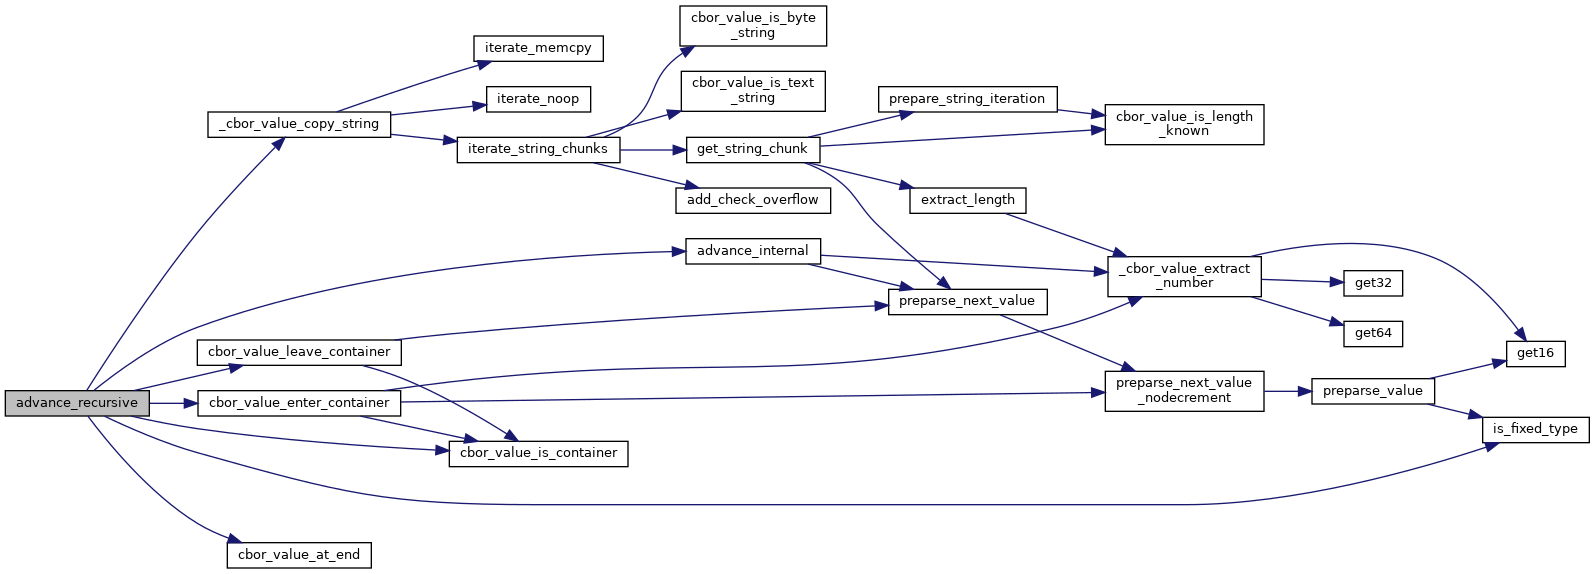 advance_recursive
_cbor_value_copy_string
iterate_memcpy
iterate_noop
iterate_string_chunks
cbor_value_is_byte
_string
cbor_value_is_text
_string
get_string_chunk
add_check_overflow
prepare_string_iteration
cbor_value_is_length
_known
extract_length
advance_internal
_cbor_value_extract
_number
get32
get64
get16
preparse_next_value
cbor_value_leave_container
cbor_value_enter_container
preparse_next_value
_nodecrement
preparse_value
is_fixed_type
cbor_value_is_container
cbor_value_at_end